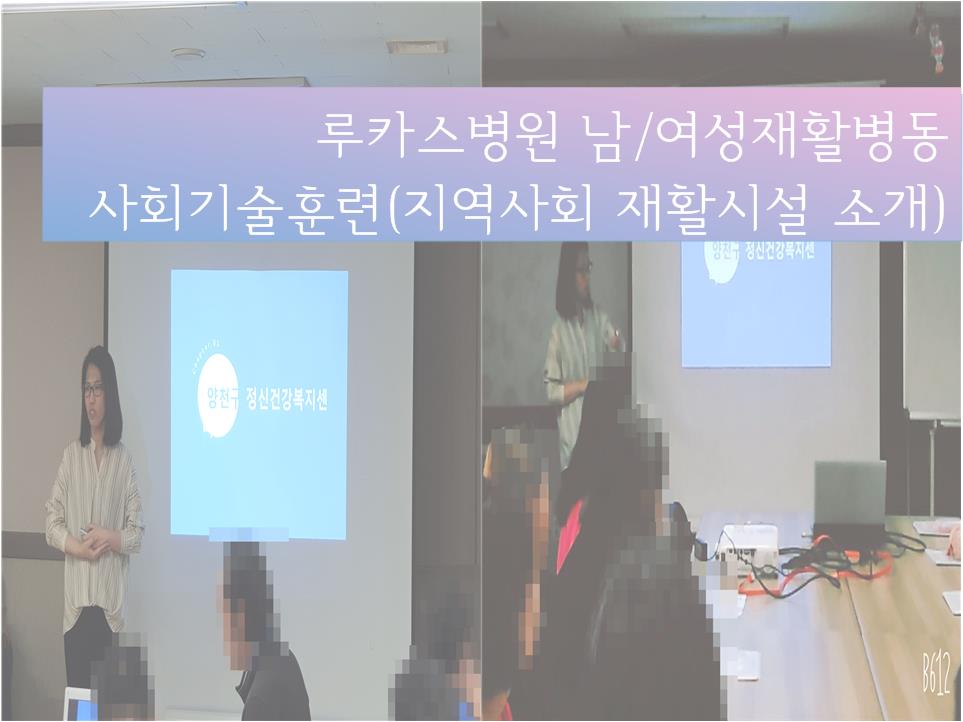 루카스병원 남/여성재활병동
사회기술훈련(지역사회 재활시설 소개)
Chapter.01
양천구 정신건강복지센
양천구 정신건강복지센
B612